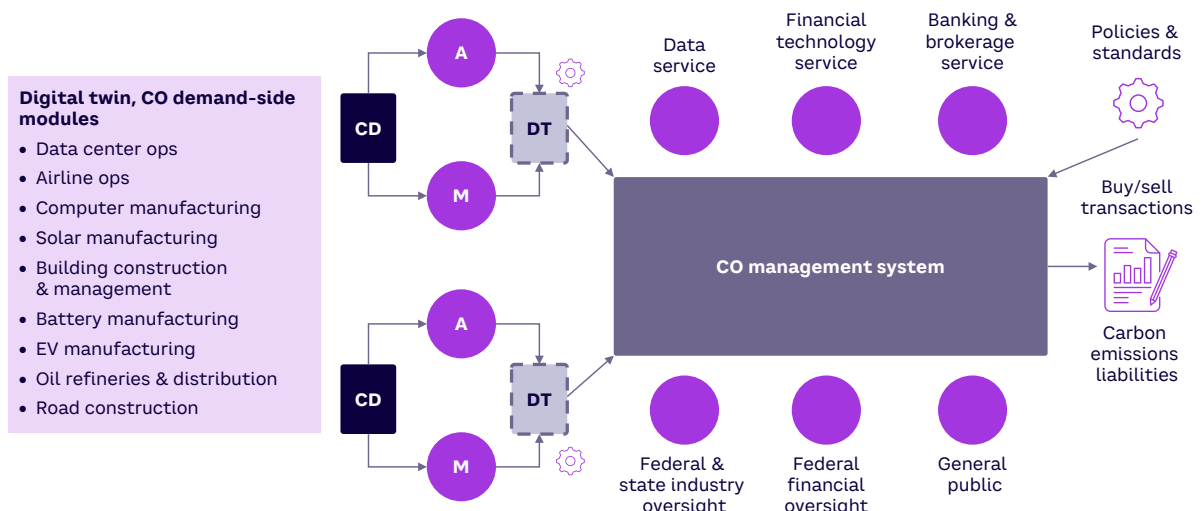 Digital twin, CO demand-side
modules
• Data center ops
• Airline ops
• Computer manufacturing
• Solar manufacturing
• Building construction
& management
• Battery manufacturing
• EV manufacturing
• Oil refineries & distribution
• Road construction
A
CD
DT
M
A
CD
DT
M
Data
service
Financial
technology
service
Banking &
brokerage
service
Policies &
standards
CO management system
Buy/sell
transactions
Carbon
emissions
liabilities
Federal &
state industry
oversight
Federal
financial
oversight
General
public